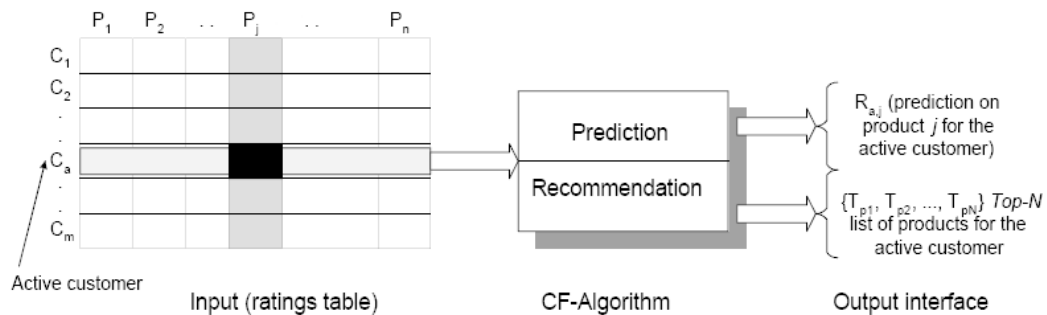 P1 P2 . . Pj . . Pn
C1
C2
.
.
Ca
.
.
Cm
Active customer
Input (ratings table)
Prediction
Recommendation
CF-Algorithm
Ra,j (prediction on
product j for the
active customer)
{Tp1, Tp2, ..., TpN} Top-N
list of products for the
active customer
Output interface